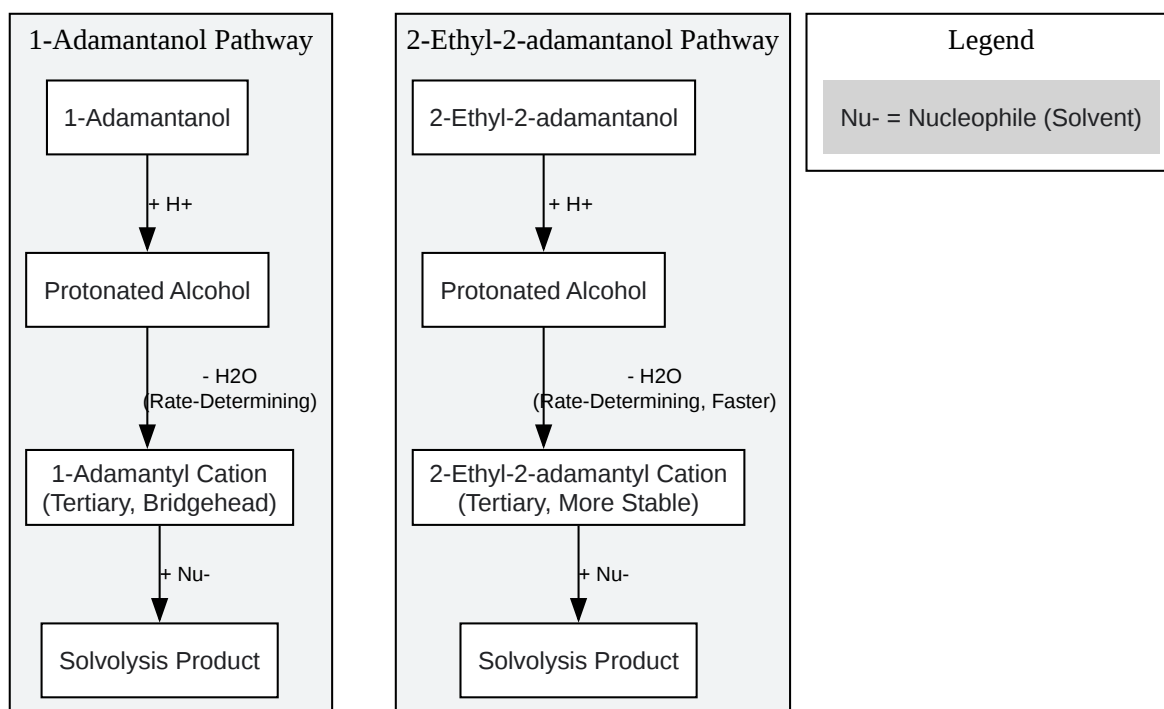 1-Adamantanol Pathway
1-Adamantanol
+ H+
Protonated Alcohol
- H2O
(Rate-Determining)
1-Adamantyl Cation
(Tertiary, Bridgehead)
+ Nu-
Solvolysis Product
2-Ethyl-2-adamantanol Pathway
2-Ethyl-2-adamantanol
+ H+
Protonated Alcohol
- H2O
(Rate-Determining, Faster)
2-Ethyl-2-adamantyl Cation
(Tertiary, More Stable)
+ Nu-
Solvolysis Product
Legend
Nu- = Nucleophile (Solvent)